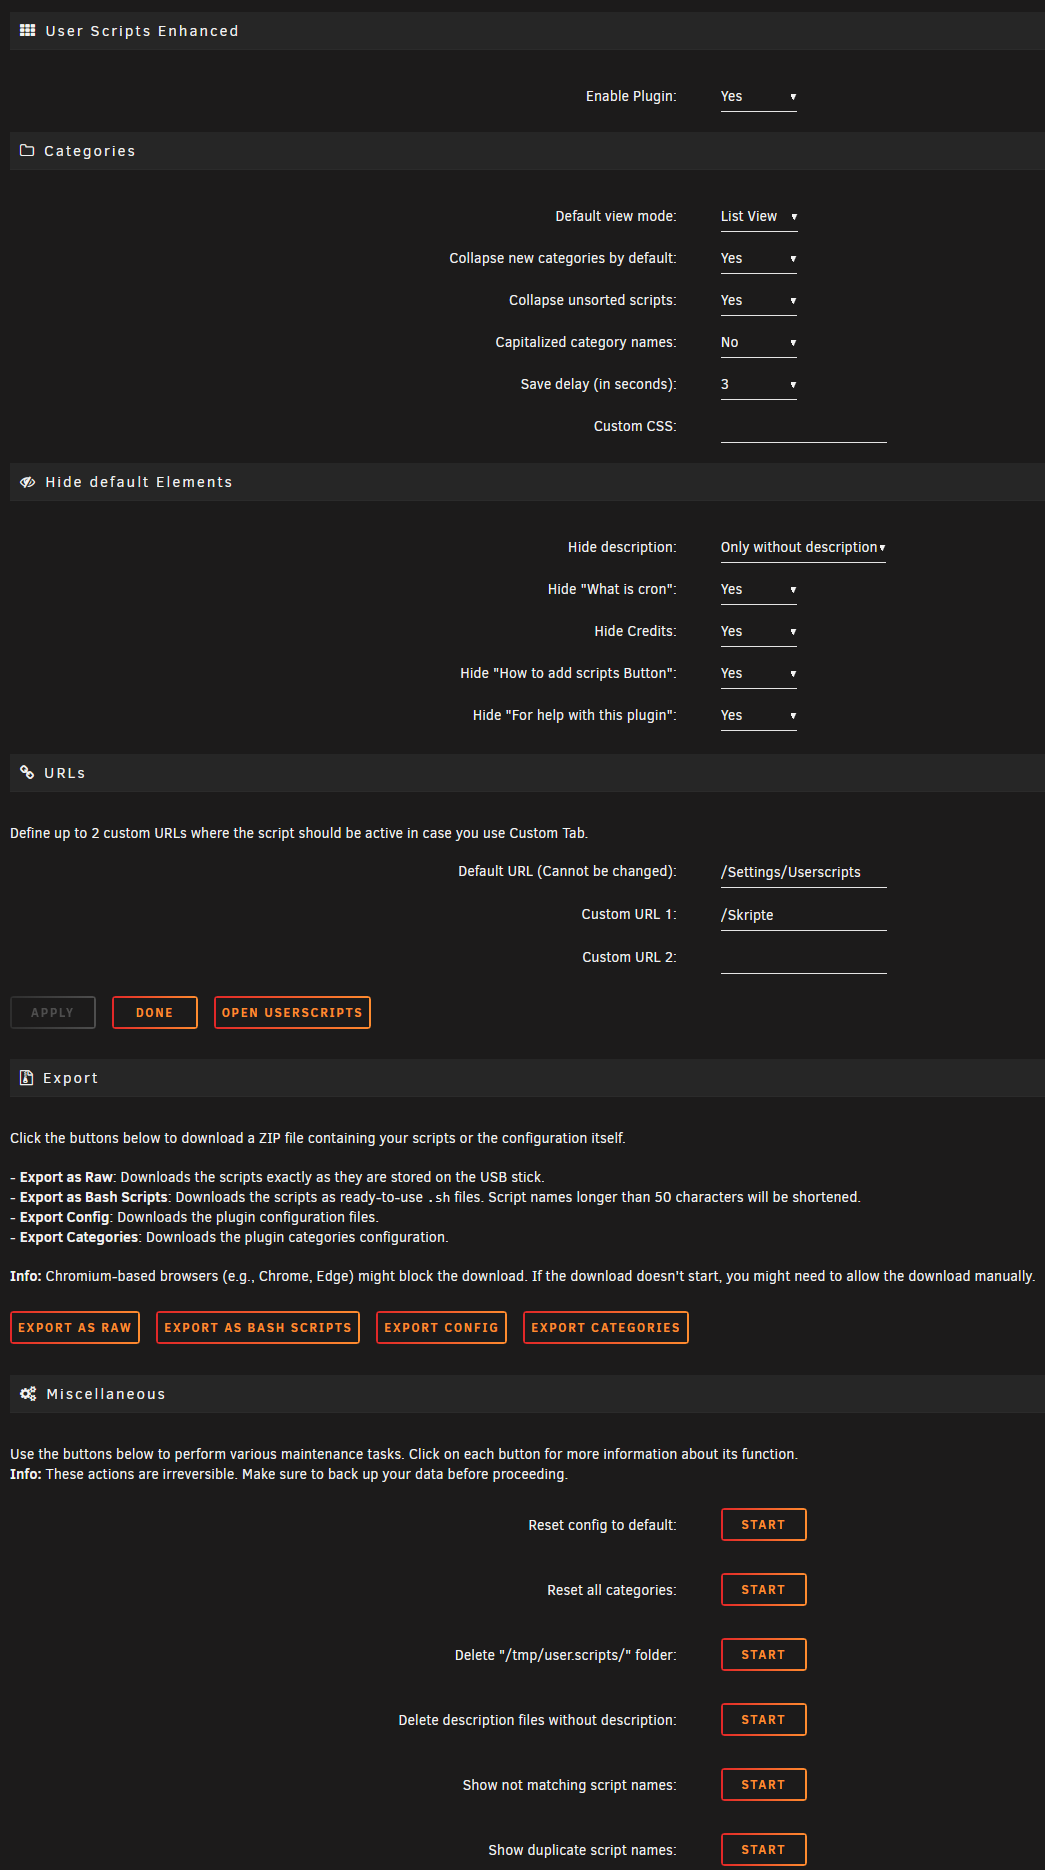 User Scripts Enhanced
Enable Plugin: Yes
Categories
Default view mode: List View
Collapse new categories by default: Yes
Collapse unsorted scripts: Yes
Capitalized category names: No
Save delay (in seconds): 3
Custom CSS:
Hide default Elements
Hide description: Only without description
Hide "What is cron": Yes
Hide Credits: Yes
Hide "How to add scripts Button": Yes
Hide "For help with this plugin": Yes
URLs
Define up to 2 custom URLs where the script should be active in case you use Custom Tab.
Default URL (Cannot be changed): /Settings/Userscripts
Custom URL 1: /Skripte
Custom URL 2:
APPLY DONE OPEN USERSCRIPTS
Export
Click the buttons below to download a ZIP file containing your scripts or the configuration itself.
- Export as Raw: Downloads the scripts exactly as they are stored on the USB stick.
- Export as Bash Scripts: Downloads the scripts as ready-to-use .sh files. Script names longer than 50 characters will be shortened.
- Export Config: Downloads the plugin configuration files.
- Export Categories: Downloads the plugin categories configuration.
Info: Chromium-based browsers (e.g., Chrome, Edge) might block the download. If the download doesn't start, you might need to allow the download manually.
EXPORT AS RAW EXPORT AS BASH SCRIPTS EXPORT CONFIG EXPORT CATEGORIES
Miscellaneous
Use the buttons below to perform various maintenance tasks. Click on each button for more information about its function.
Info: These actions are irreversible. Make sure to back up your data before proceeding.
Reset config to default: START
Reset all categories: START
Delete "/tmp/user.scripts/" folder: START
Delete description files without description: START
Show not matching script names: START
Show duplicate script names: START